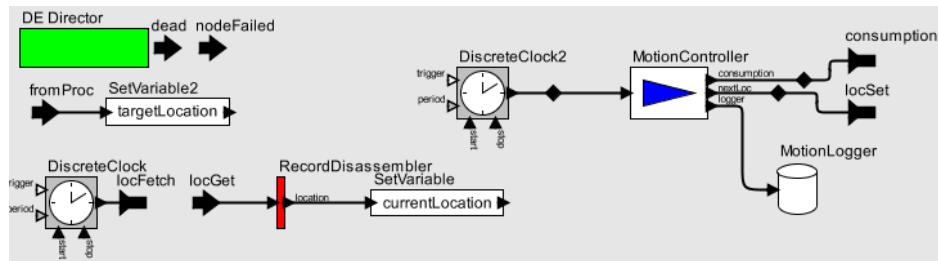 DE Director
dead
nodeFailed
consumption
DiscreteClock2
MotionController
trigger
period
start
stop
consumption
nextLoc
logger
locSet
fromProc
SetVariable2
targetLocation
MotionLogger
DiscreteClock
locFetch
locGet
RecordDisassembler
SetVariable
rigger
period
start
stop
location
currentLocation